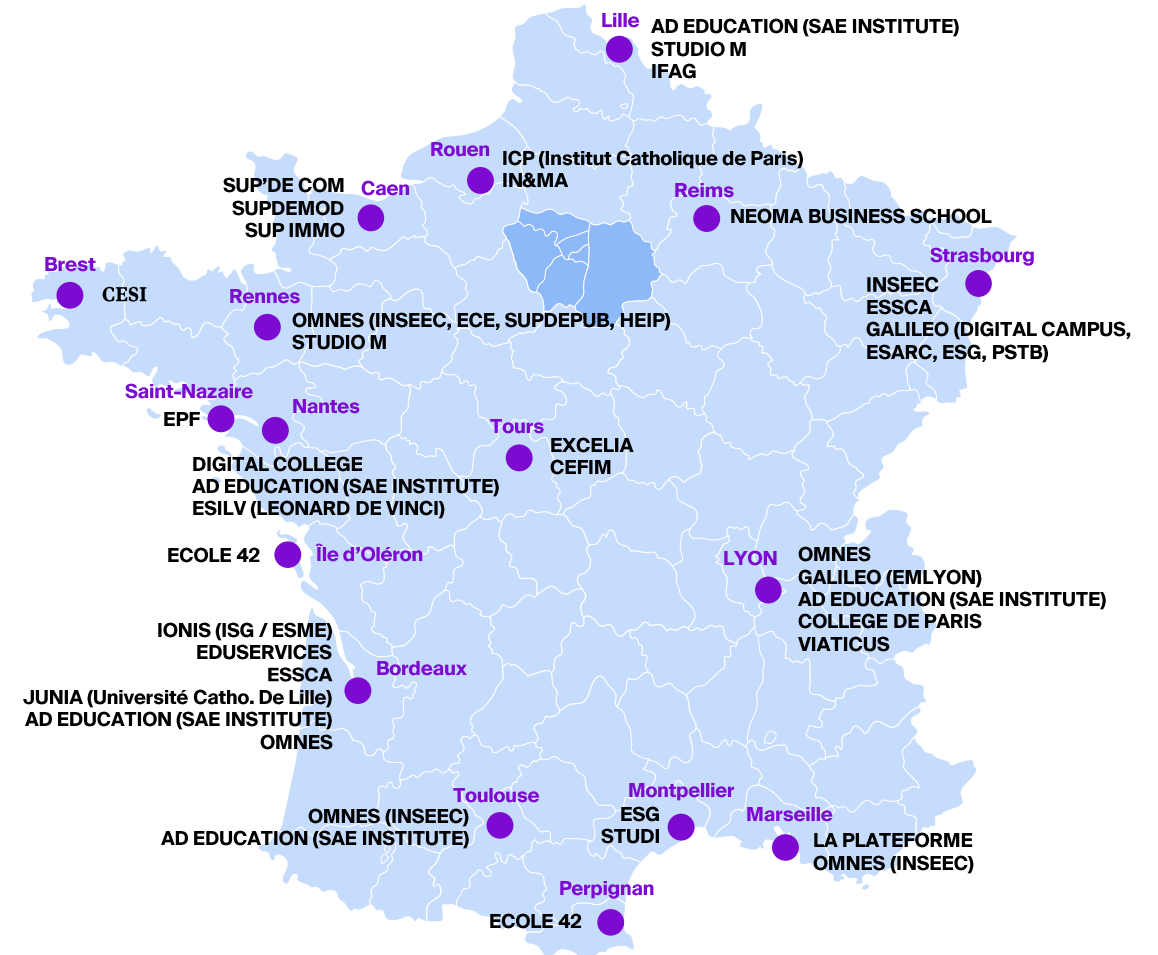 Lille
AD EDUCATION (SAE INSTITUTE)
STUDIO M
IFAG
Rouen
ICP (Institut Catholique de Paris)
IN&MA
Caen
SUP’DE COM
SUPDEMOD
SUP IMMO
Reims
NEOMA BUSINESS SCHOOL
Strasbourg
INSEEC
ESSCA
GALILEO (DIGITAL CAMPUS,
ESARC, ESG, PSTB)
Brest
CESI
Rennes
OMNES (INSEEC, ECE, SUPDEPUB, HEIP)
STUDIO M
Saint-Nazaire
EPF
Nantes
DIGITAL COLLEGE
AD EDUCATION (SAE INSTITUTE)
ESILV (LEONARD DE VINCI)
Tours
EXCELIA
CEFIM
ECOLE 42
Île d’Oléron
LYON
OMNES
GALILEO (EMLYON)
AD EDUCATION (SAE INSTITUTE)
COLLEGE DE PARIS
VIATICUS
IONIS (ISG / ESME)
EDUSERVICES
ESSCA
JUNIA (Université Catho. De Lille)
AD EDUCATION (SAE INSTITUTE)
OMNES
Bordeaux
Toulouse
OMNES (INSEEC)
AD EDUCATION (SAE INSTITUTE)
Montpellier
ESG
STUDI
Marseille
LA PLATEFORME
OMNES (INSEEC)
Perpignan
ECOLE 42